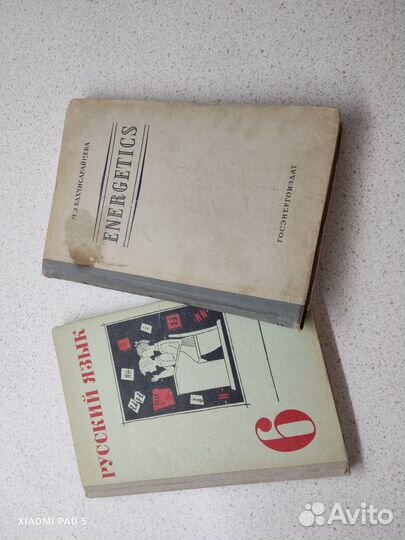 М. Э. БАХЧИСАРАЙЦЕВА
ENERGETICS
ГОСЭНЕРГОИЗДАТ
РУССКИЙ ЯЗЫК
6
XIAOMI PAD 5
Avito